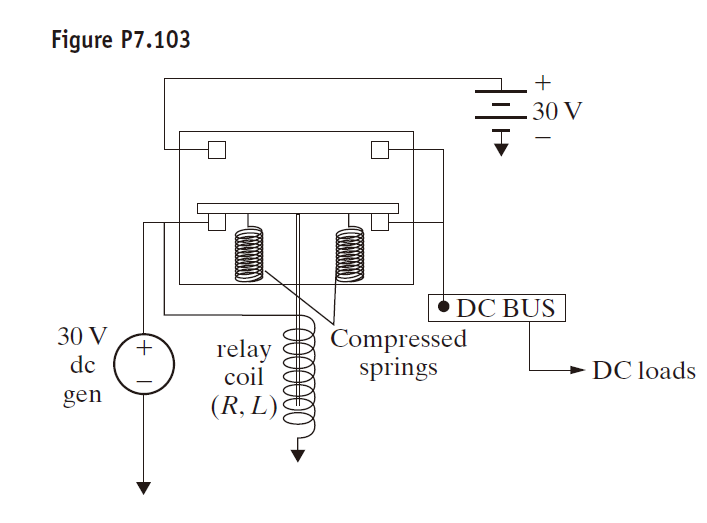 Figure P7.103
+
30 V
−
DC BUS
30 V
dc
gen
+
−
relay
coil
(R, L)
Compressed
springs
DC loads